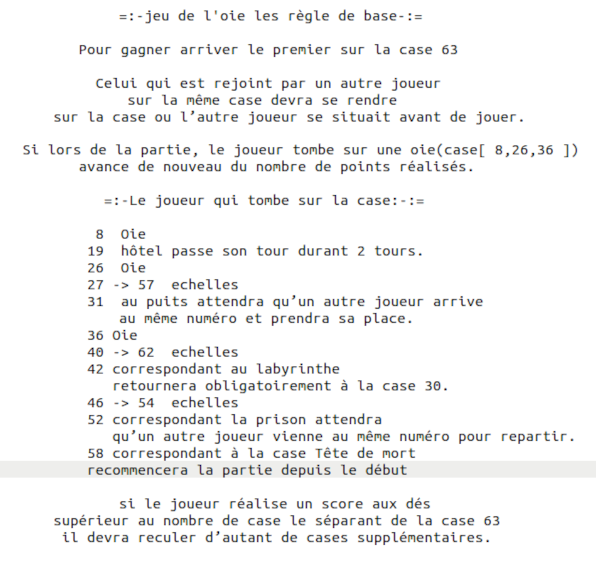 =:-jeu de l'oie les règle de base-:=
Pour gagner arriver le premier sur la case 63
Celui qui est rejoint par un autre joueur
sur la même case devra se rendre
sur la case ou l’autre joueur se situait avant de jouer.
Si lors de la partie, le joueur tombe sur une oie(case[ 8,26,36 ])
avance de nouveau du nombre de points réalisés.
=:-Le joueur qui tombe sur la case:-:=
8 Oie
19 hôtel passe son tour durant 2 tours.
26 Oie
27 -> 57 echelles
31 au puits attendra qu’un autre joueur arrive
au même numéro et prendra sa place.
36 Oie
40 -> 62 echelles
42 correspondant au labyrinthe
retournera obligatoirement à la case 30.
46 -> 54 echelles
52 correspondant la prison attendra
qu’un autre joueur vienne au même numéro pour repartir.
58 correspondant à la case Tête de mort
recommencera la partie depuis le début
si le joueur réalise un score aux dés
supérieur au nombre de case le séparant de la case 63
il devra reculer d’autant de cases supplémentaires.